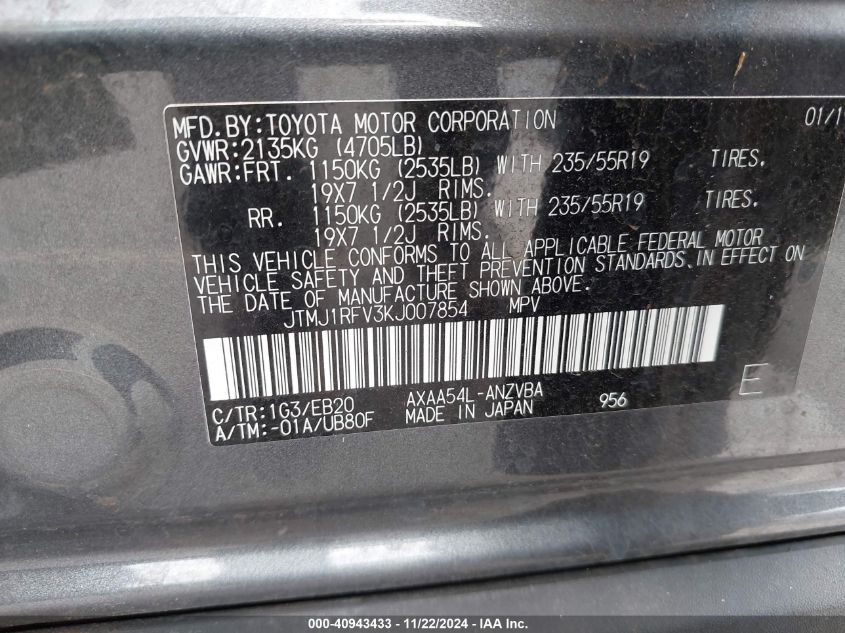 MFD.BY:TOYOTA MOTOR CORPORATION 01/1
GVWR:2135KG (4705LB)
GAWR:FRT. 1150KG (2535LB) WITH 235/55R19 TIRES.
19X7 1/2J RIMS.
RR. 1150KG (2535LB) WITH 235/55R19 TIRES.
19X7 1/2J RIMS.
THIS VEHICLE CONFORMS TO ALL APPLICABLE FEDERAL MOTOR
VEHICLE SAFETY AND THEFT PREVENTION STANDARDS IN EFFECT ON
THE DATE OF MANUFACTURE SHOWN ABOVE.
JTMJ1RFV3KJ007854 MPV
E
C/TR:1G3/EB20 AXAA54L-ANZVBA 956
A/TM:-01A/UB80F MADE IN JAPAN
000-40943433 - 11/22/2024 - IAA Inc.